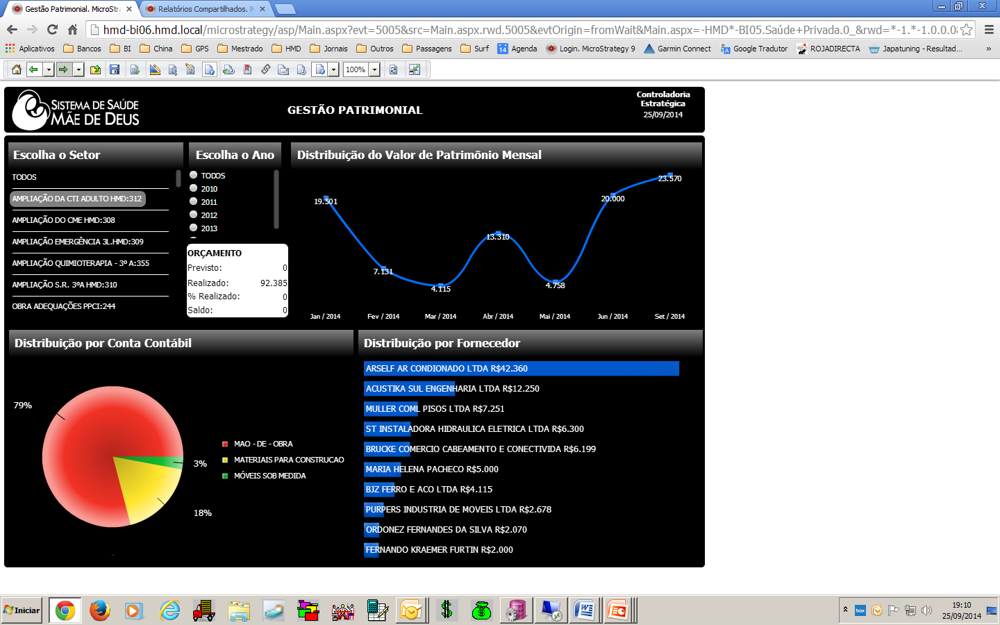 Gestão Patrimonial. MicroStra
Relatórios Compartilhados. M
hmd-bi06.hmd.local/microstrategy/asp/Main.aspx?evt=5005&src=Main.aspx.rwd.5005&evtOrigin=fromWait&Main.aspx=-HMD*-BI05.Saúde+Privada.0_&rwd=*-1.*-1.0.0.0
Aplicativos
Bancos
BI
China
GPS
Mestrado
HMD
Jornais
Outros
Passagens
Surf
14
Agenda
Login. MicroStrategy 9
Garmin Connect
Google Tradutor
ROJADIRECTA
Japatuning - Resultad...
»
100%
SISTEMA DE SAÚDE
MÃE DE DEUS
GESTÃO PATRIMONIAL
Controladoria
Estratégica
25/09/2014
Escolha o Setor
TODOS
AMPLIAÇÃO DA CTI ADULTO HMD:312
AMPLIAÇÃO DO CME HMD:308
AMPLIAÇÃO EMERGÊNCIA 3L.HMD:309
AMPLIAÇÃO QUIMIOTERAPIA - 3º A:355
AMPLIAÇÃO S.R. 3ºA HMD:310
OBRA ADEQUAÇÕES PPCI:244
Escolha o Ano
TODOS
2010
2011
2012
2013
ORÇAMENTO
Previsto: 0
Realizado: 92.385
% Realizado: 0
Saldo: 0
Distribuição do Valor de Patrimônio Mensal
19.501
7.131
4.115
13.310
4.758
20.000
23.570
Jan / 2014
Fev / 2014
Mar / 2014
Abr / 2014
Mai / 2014
Jun / 2014
Set / 2014
Distribuição por Conta Contábil
79%
3%
18%
MAO - DE - OBRA
MATERIAIS PARA CONSTRUCAO
MÓVEIS SOB MEDIDA
Distribuição por Fornecedor
ARSELF AR CONDIONADO LTDA R$42.360
ACUSTIKA SUL ENGENHARIA LTDA R$12.250
MULLER COML PISOS LTDA R$7.251
ST INSTALADORA HIDRAULICA ELETRICA LTDA R$6.300
BRUCKE COMERCIO CABEAMENTO E CONECTIVIDA R$6.199
MARIA HELENA PACHECO R$5.000
BJZ FERRO E ACO LTDA R$4.115
PURPERS INDUSTRIA DE MOVEIS LTDA R$2.678
ORDONEZ FERNANDES DA SILVA R$2.070
FERNANDO KRAEMER FURTIN R$2.000
Iniciar
box
19:10
25/09/2014